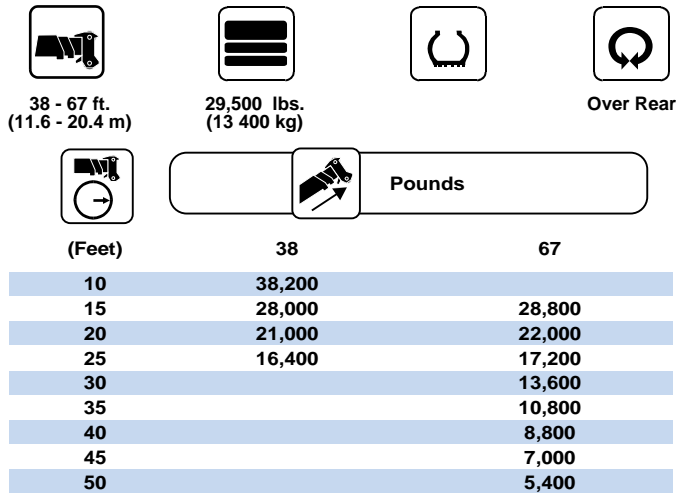 38 - 67 ft. 29,500 lbs. Over Rear
(11.6 - 20.4 m) (13 400 kg)
Pounds
(Feet) 38 67
10 38,200
15 28,000 28,800
20 21,000 22,000
25 16,400 17,200
30 13,600
35 10,800
40 8,800
45 7,000
50 5,400